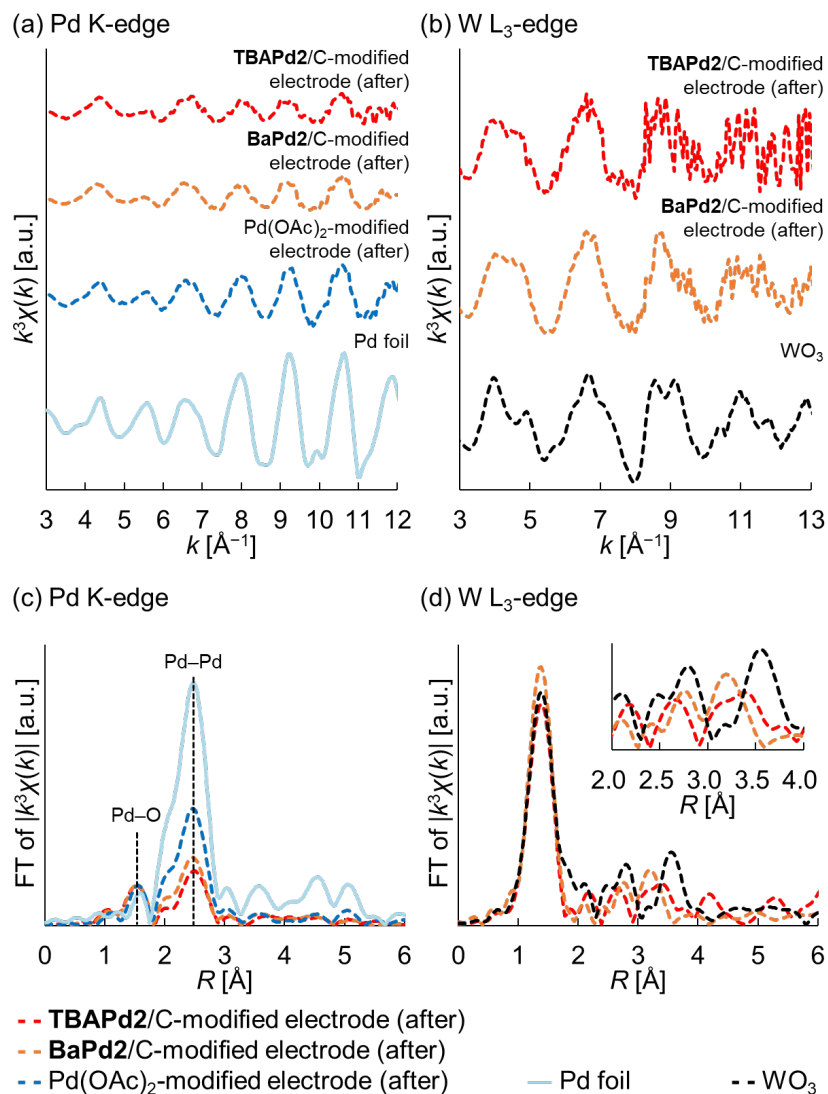 (a) Pd K-edge
TBAPd2/C-modified
electrode (after)
BaPd2/C-modified
electrode (after)
Pd(OAc)₂-modified
electrode (after)
Pd foil
k³χ(k) [a.u.]
3 4 5 6 7 8 9 10 11 12
k [Å⁻¹]
(b) W L₃-edge
TBAPd2/C-modified
electrode (after)
BaPd2/C-modified
electrode (after)
WO₃
k³χ(k) [a.u.]
3 5 7 9 11 13
k [Å⁻¹]
(c) Pd K-edge
Pd–Pd
Pd–O
FT of |k³χ(k)| [a.u.]
0 1 2 3 4 5 6
R [Å]
(d) W L₃-edge
2.0 2.5 3.0 3.5 4.0
R [Å]
FT of |k³χ(k)| [a.u.]
0 1 2 3 4 5 6
R [Å]
TBAPd2/C-modified electrode (after)
BaPd2/C-modified electrode (after)
Pd(OAc)₂-modified electrode (after)
Pd foil
WO₃